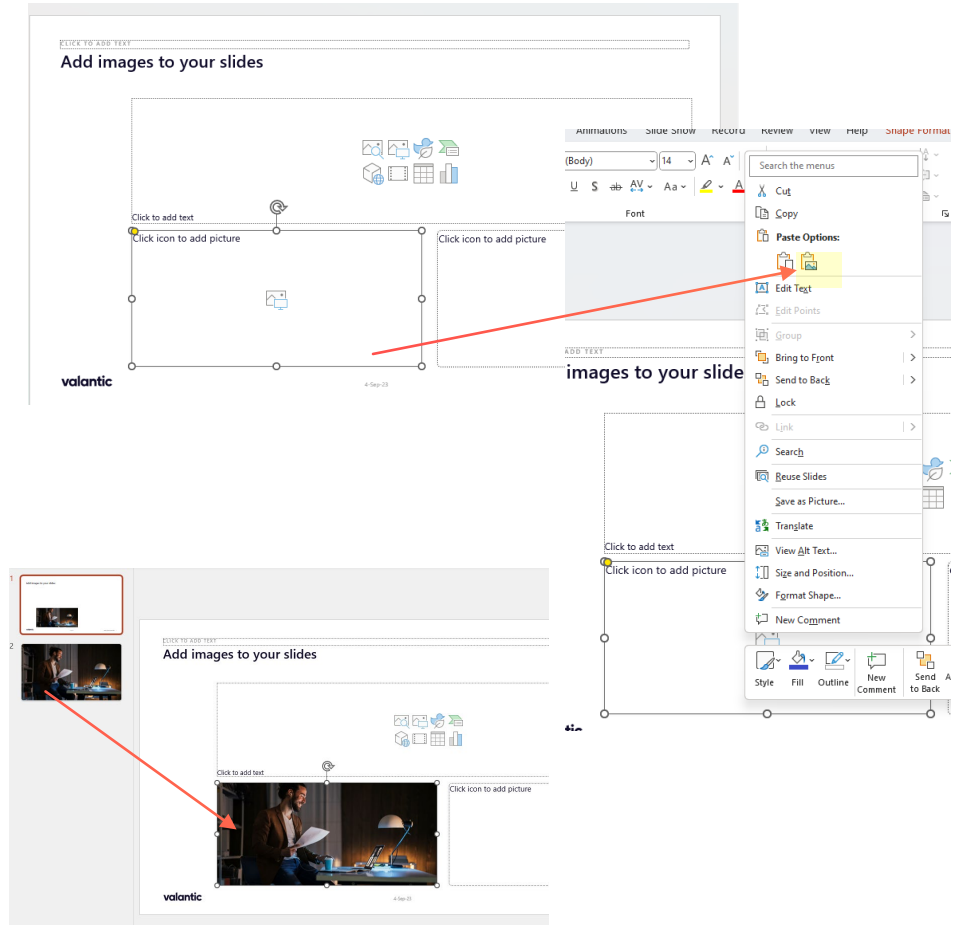 CLICK TO ADD TEXT
Add images to your slides
Click to add text
Click icon to add picture
Click icon to add picture
valantic
4-Sep-23
Animations Slide Show Record Review View Help Shape Format
(Body) 14 A A
U S ab AV Aa A
Font
Search the menus
Cut
Copy
Paste Options:
Edit Text
Edit Points
Group
Bring to Front
Send to Back
Lock
Link
Search
Reuse Slides
Save as Picture...
Translate
View Alt Text...
Size and Position...
Format Shape...
New Comment
Style Fill Outline New Comment Send to Back A
ADD TEXT
images to your slide
Click to add text
Click icon to add picture
1
2
CLICK TO ADD TEXT
Add images to your slides
Click to add text
Click icon to add picture
valantic
4-Sep-23